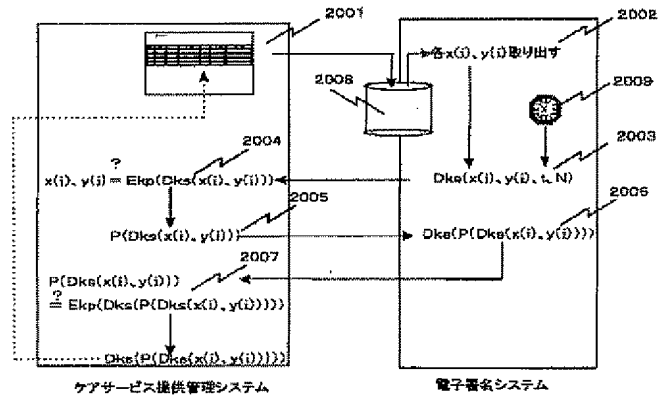 2001
2002
各x(i)、y(i)取り出す
2008
2009
2004
2003
?
x(i)、y(i) = Ekp(Dks(x(i)、y(i)))
Dks(x(i)、y(i)、t、N)
2005
2006
P(Dks(x(i)、y(i)))
Dks(P(Dks(x(i)、y(i))))
2007
P(Dks(x(i)、y(i)))
?
= Ekp(Dks(P(Dks(x(i)、y(i)))))
Dks(P(Dks(x(i)、y(i)))))
ケアサービス提供管理システム
電子署名システム